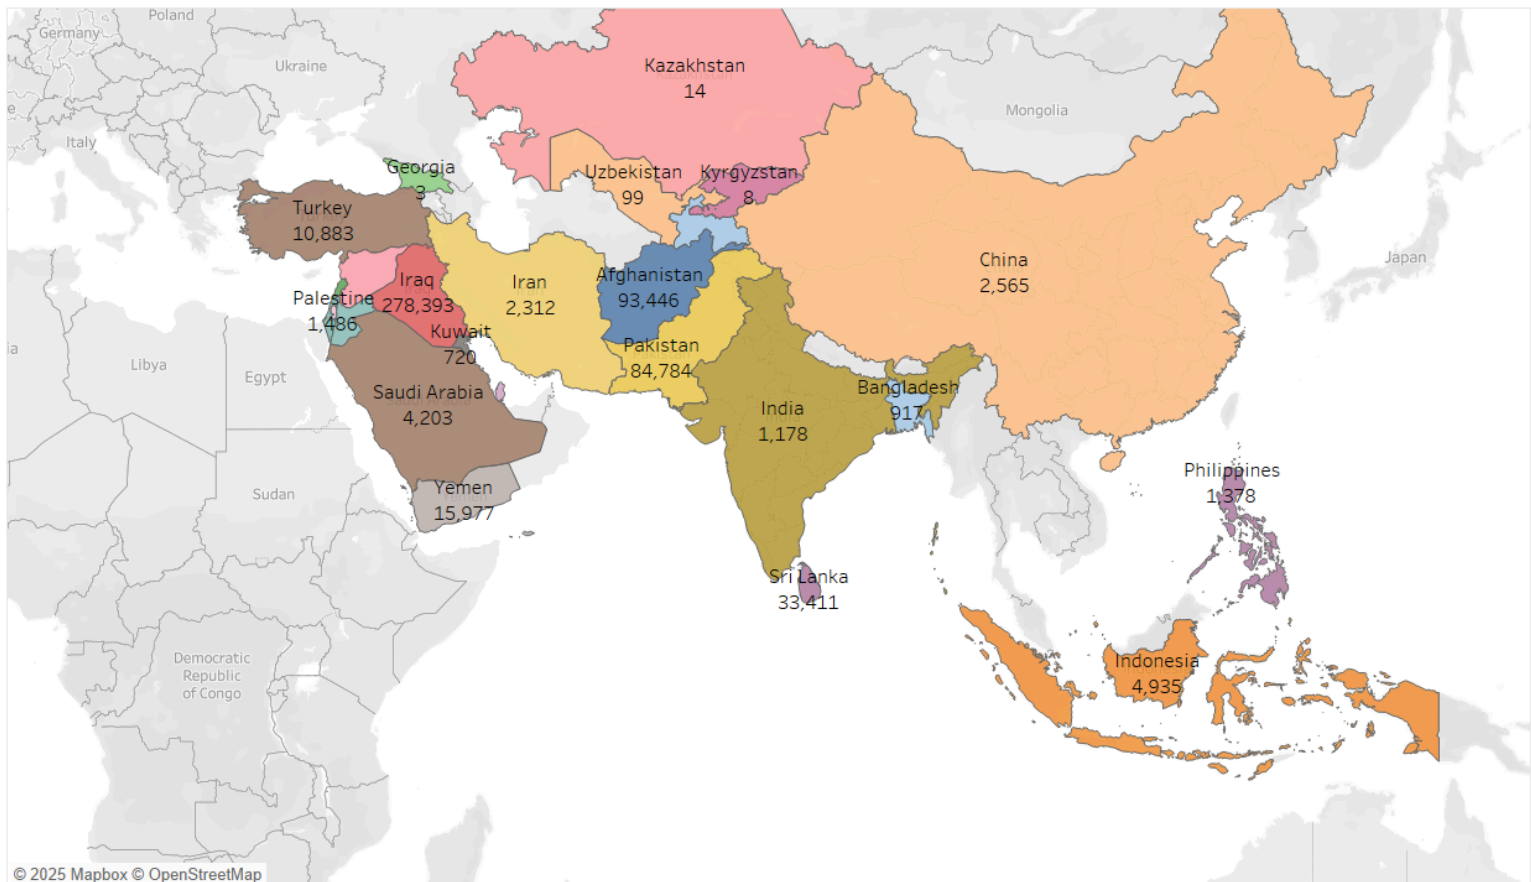 Poland
Germany
Ukraine
Italy
Kazakhstan
14
Mongolia
Georgia
3
Uzbekistan
99
Kyrgyzstan
8
Turkey
10,883
Japan
China
2,565
Iran
2,312
Afghanistan
93,446
Iraq
278,393
Palestine
1,486
Kuwait
720
Pakistan
84,784
Libya
Egypt
Saudi Arabia
4,203
Bangladesh
917
India
1,178
Philippines
1,378
Sudan
Yemen
15,977
Sri Lanka
33,411
Democratic
Republic
of Congo
Indonesia
4,935
© 2025 Mapbox © OpenStreetMap